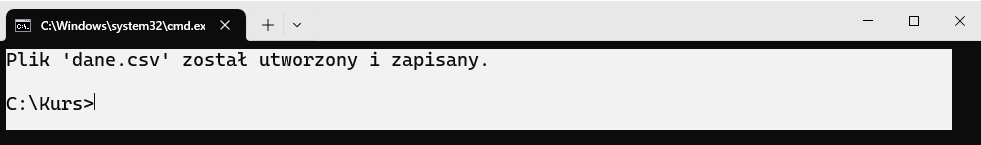 C:\Windows\system32\cmd.ex
Plik 'dane.csv' został utworzony i zapisany.
C:\Kurs>